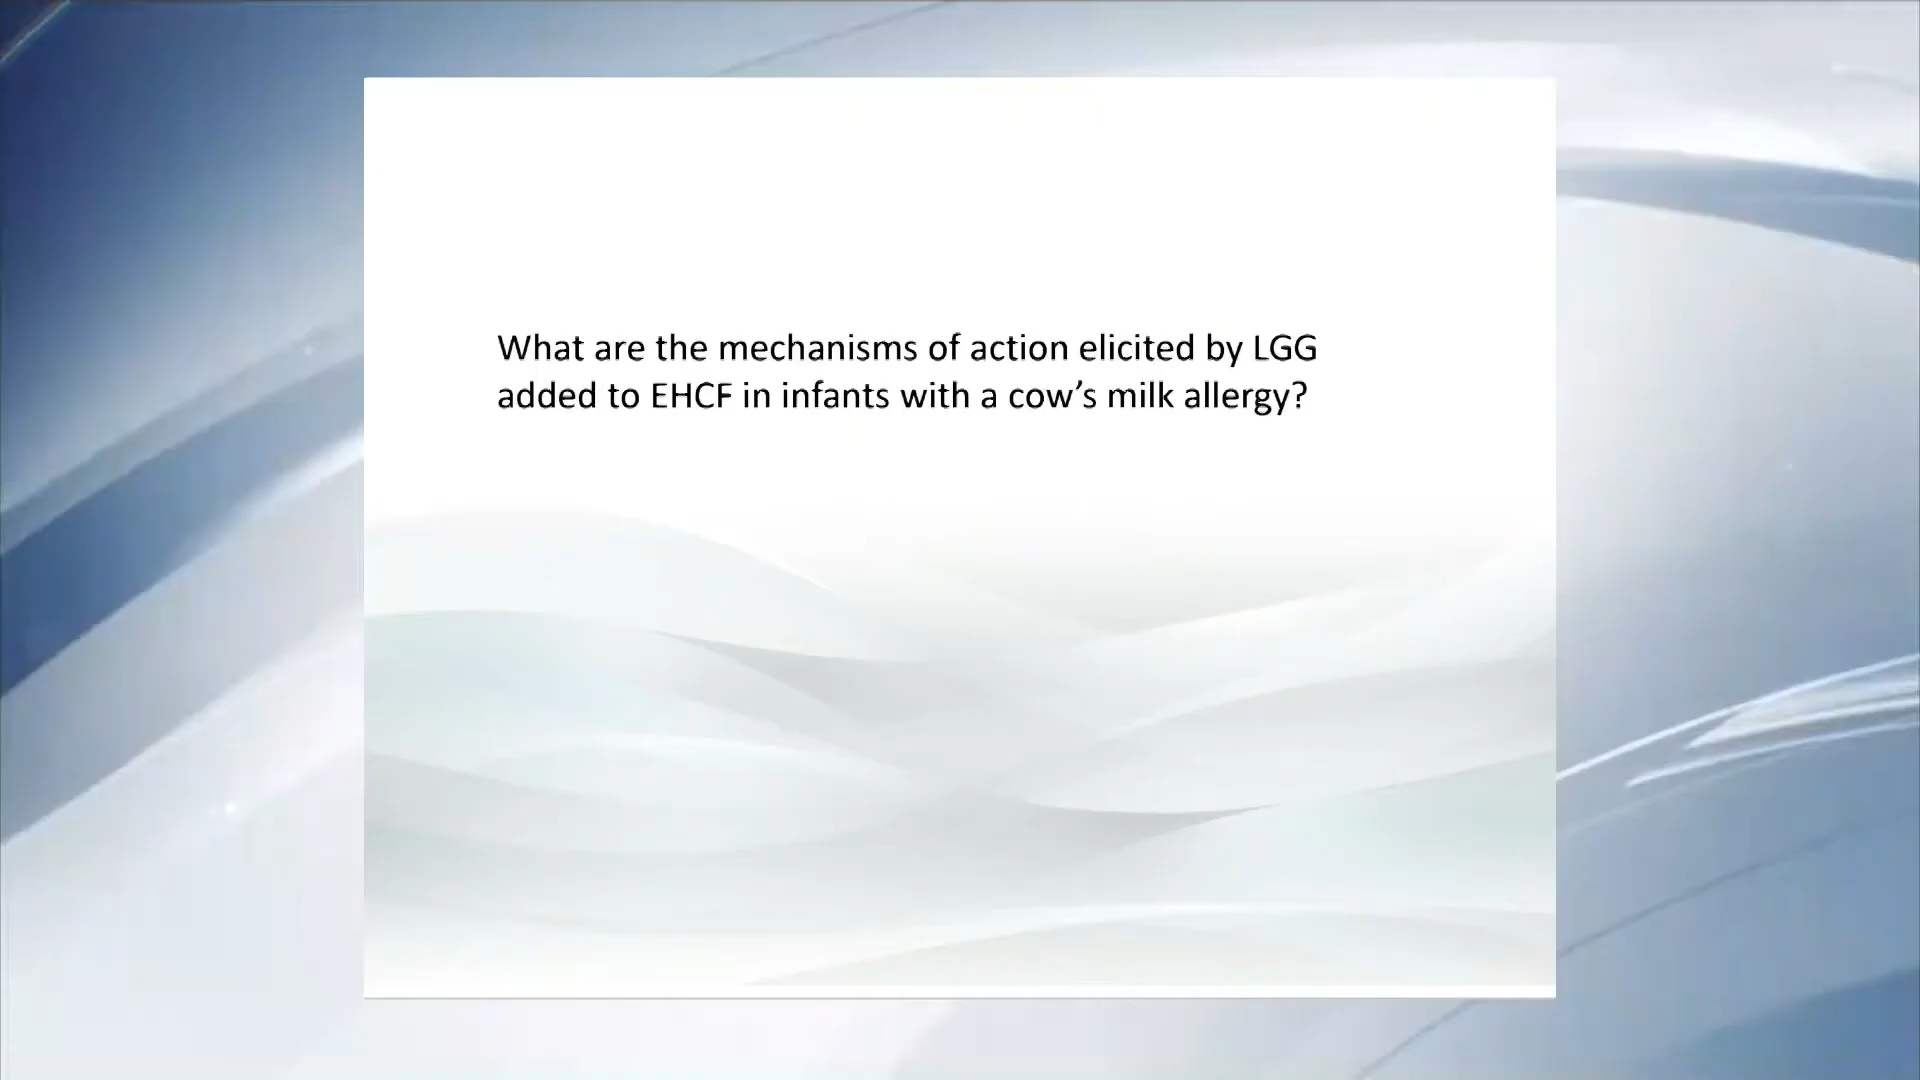 What are the mechanisms of action elicited by LGG
added to EHCF in infants with a cow’s milk allergy?